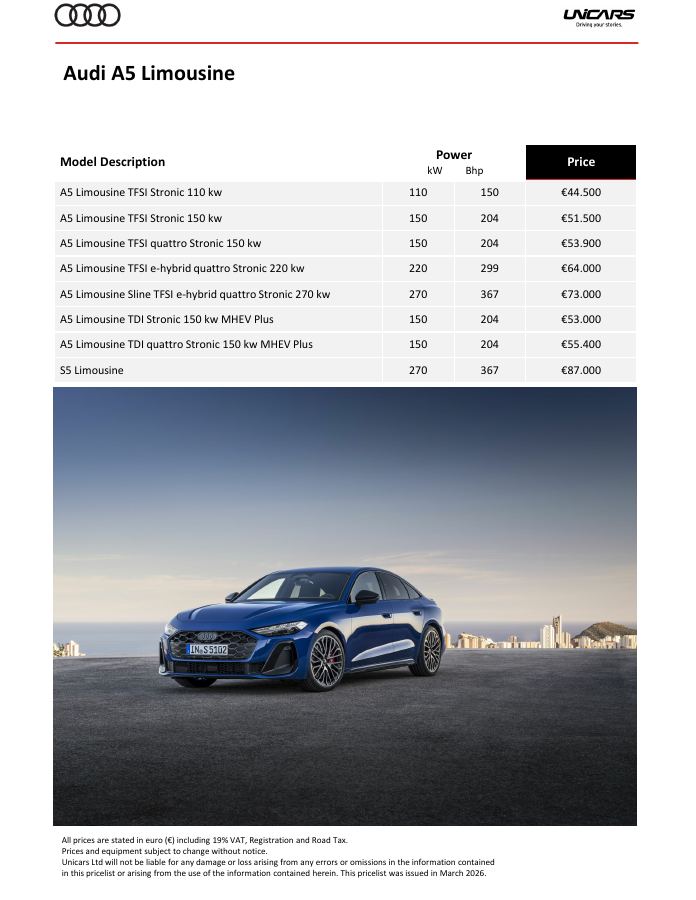 UNICARS
Driving your stories.
Audi A5 Limousine
Model Description Power Price
kW Bhp
A5 Limousine TFSI Stronic 110 kw 110 150 €44.500
A5 Limousine TFSI Stronic 150 kw 150 204 €51.500
A5 Limousine TFSI quattro Stronic 150 kw 150 204 €53.900
A5 Limousine TFSI e-hybrid quattro Stronic 220 kw 220 299 €64.000
A5 Limousine Sline TFSI e-hybrid quattro Stronic 270 kw 270 367 €73.000
A5 Limousine TDI Stronic 150 kw MHEV Plus 150 204 €53.000
A5 Limousine TDI quattro Stronic 150 kw MHEV Plus 150 204 €55.400
S5 Limousine 270 367 €87.000
IN S 5102
All prices are stated in euro (€) including 19% VAT, Registration and Road Tax.
Prices and equipment subject to change without notice.
Unicars Ltd will not be liable for any damage or loss arising from any errors or omissions in the information contained
in this pricelist or arising from the use of the information contained herein. This pricelist was issued in March 2026.